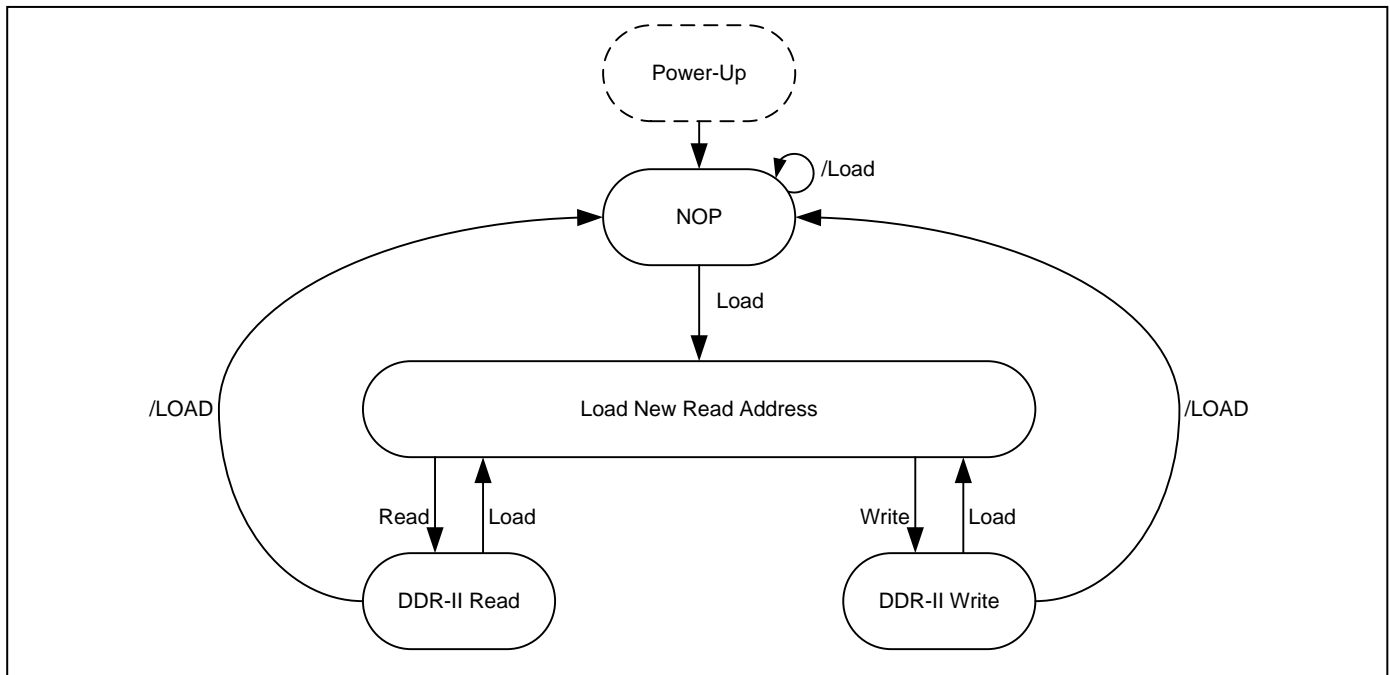 Power-Up
/Load
NOP
Load
/LOAD
Load New Read Address
/LOAD
Read
Load
Write
Load
DDR-II Read
DDR-II Write